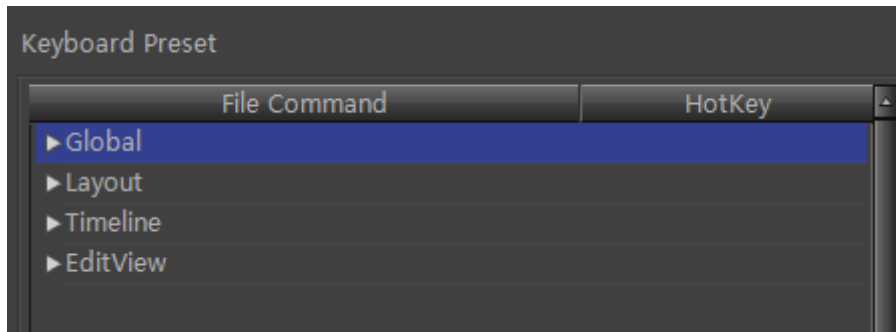 Keyboard Preset
File Command HotKey
Global
Layout
Timeline
EditView